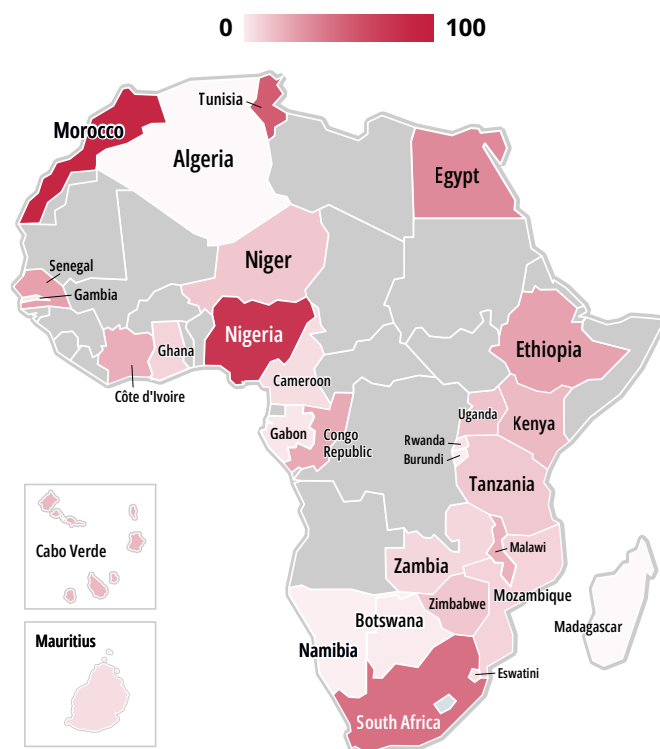 0 100
Tunisia
Morocco
Algeria
Egypt
Niger
Senegal
Gambia
Nigeria
Ghana
Ethiopia
Cameroon
Côte d'Ivoire
Uganda
Kenya
Gabon
Congo
Republic
Rwanda
Burundi
Tanzania
Cabo Verde
Malawi
Zambia
Mozambique
Zimbabwe
Botswana
Madagascar
Mauritius
Namibia
Eswatini
South Africa